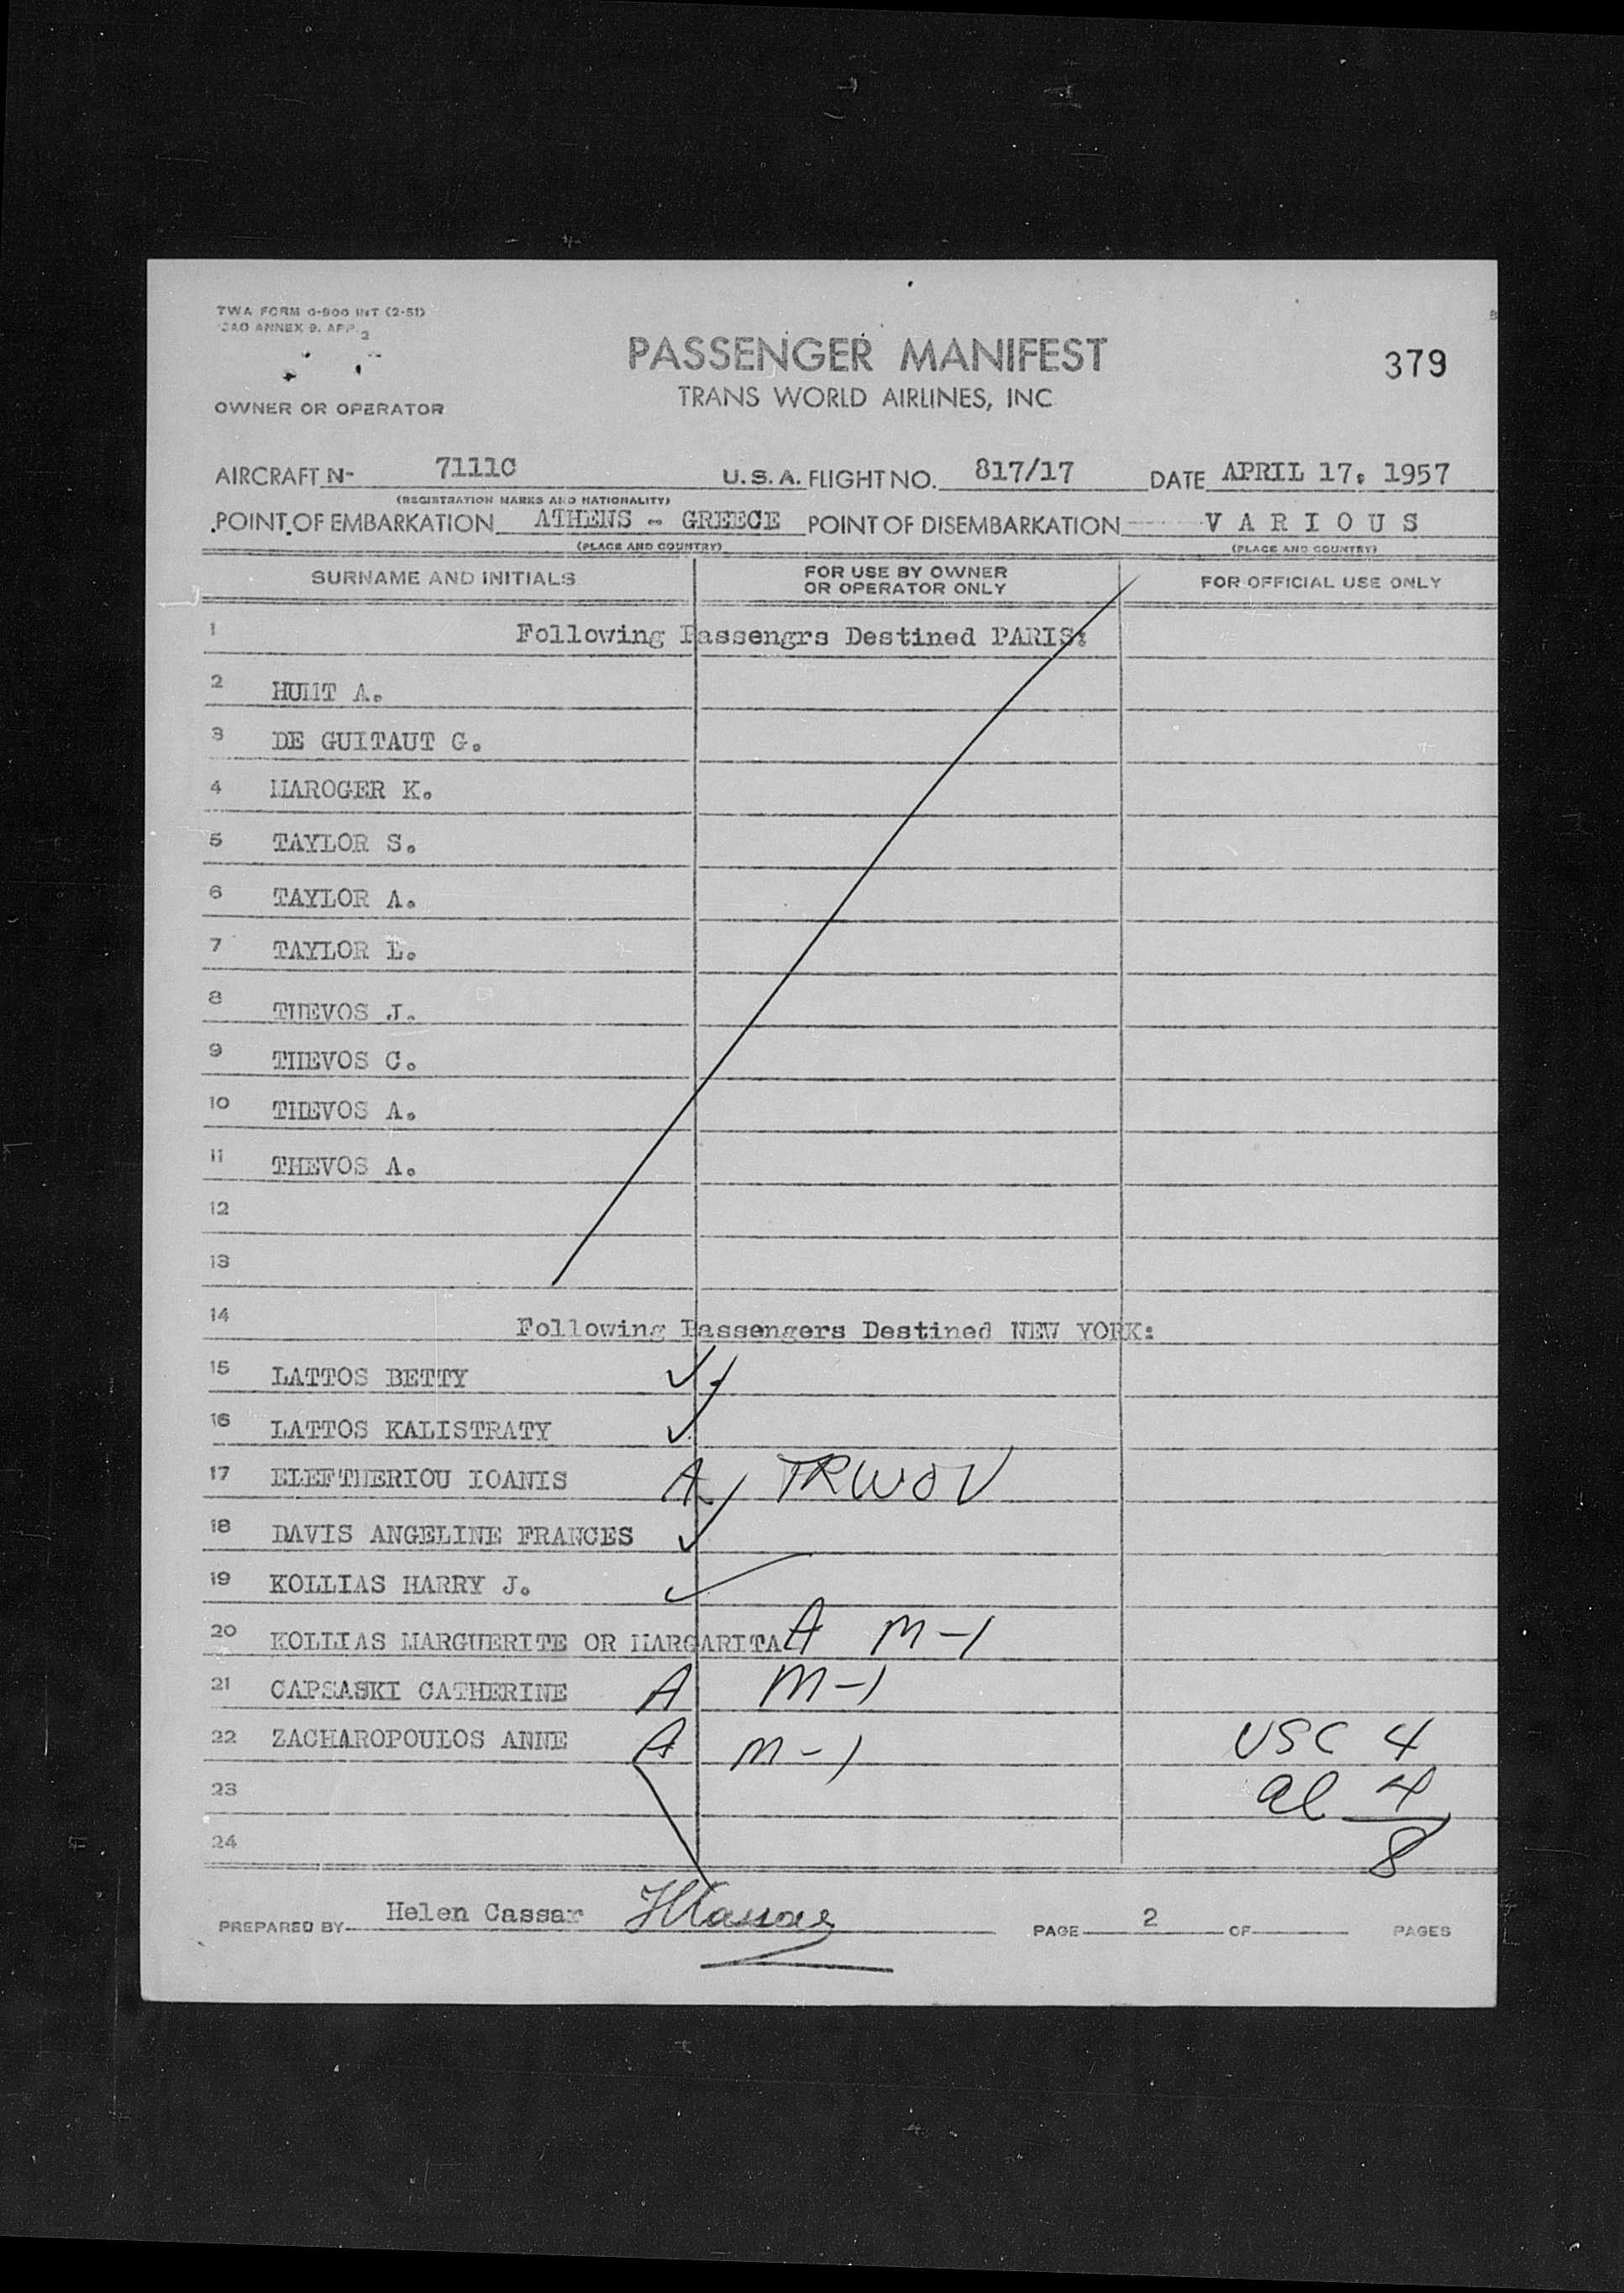 TWA FORM O-900 INT (2-51)
ICAO ANNEX 9. APP. 2
PASSENGER MANIFEST
379
TRANS WORLD AIRLINES, INC
OWNER OR OPERATOR
AIRCRAFT N- 7111C U.S.A. FLIGHT NO. 817/17 DATE APRIL 17. 1957
(REGISTRATION MARKS AND NATIONALITY)
POINT OF EMBARKATION ATHENS - GREECE POINT OF DISEMBARKATION V A R I O U S
(PLACE AND COUNTRY) (PLACE AND COUNTRY)
SURNAME AND INITIALS FOR USE BY OWNER OR OPERATOR ONLY FOR OFFICIAL USE ONLY
1 Following Passengrs Destined PARIS:
2 HUNT A.
3 DE GUITAUT G.
4 MAROGER K.
5 TAYLOR S.
6 TAYLOR A.
7 TAYLOR L.
8 THEVOS J.
9 THEVOS C.
10 THEVOS A.
11 THEVOS A.
12
13
14 Following Passengers Destined NEW YORK:
15 LATTOS BETTY ✓
16 LATTOS KALISTRATY ✓
17 ELEFTHERIOU IOANIS A TRWOV
18 DAVIS ANGELINE FRANCES ✓
19 KOLLIAS HARRY J. ✓
20 KOLLIAS MARGUERITE OR MARGARITA A M-1
21 CAPSASKI CATHERINE A M-1
22 ZACHAROPOULOS ANNE A M-1 USC 4
23 al 4
24 8
PREPARED BY Helen Cassar HCassar PAGE 2 OF PAGES